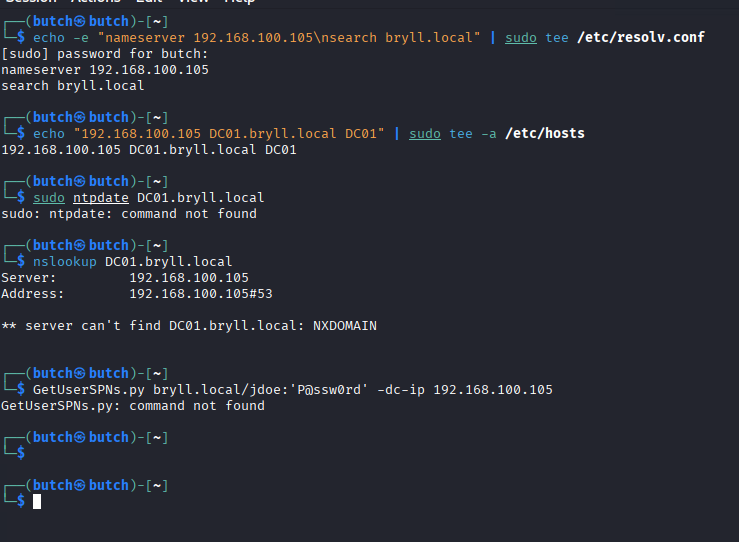 Session Actions Edit View Help
┌──(butch㉿butch)-[~]
└─$ echo -e "nameserver 192.168.100.105\nsearch bryll.local" | sudo tee /etc/resolv.conf
[sudo] password for butch:
nameserver 192.168.100.105
search bryll.local
┌──(butch㉿butch)-[~]
└─$ echo "192.168.100.105 DC01.bryll.local DC01" | sudo tee -a /etc/hosts
192.168.100.105 DC01.bryll.local DC01
┌──(butch㉿butch)-[~]
└─$ sudo ntpdate DC01.bryll.local
sudo: ntpdate: command not found
┌──(butch㉿butch)-[~]
└─$ nslookup DC01.bryll.local
Server:         192.168.100.105
Address:        192.168.100.105#53
** server can't find DC01.bryll.local: NXDOMAIN
┌──(butch㉿butch)-[~]
└─$ GetUserSPNs.py bryll.local/jdoe:'P@ssw0rd' -dc-ip 192.168.100.105
GetUserSPNs.py: command not found
┌──(butch㉿butch)-[~]
└─$
┌──(butch㉿butch)-[~]
└─$